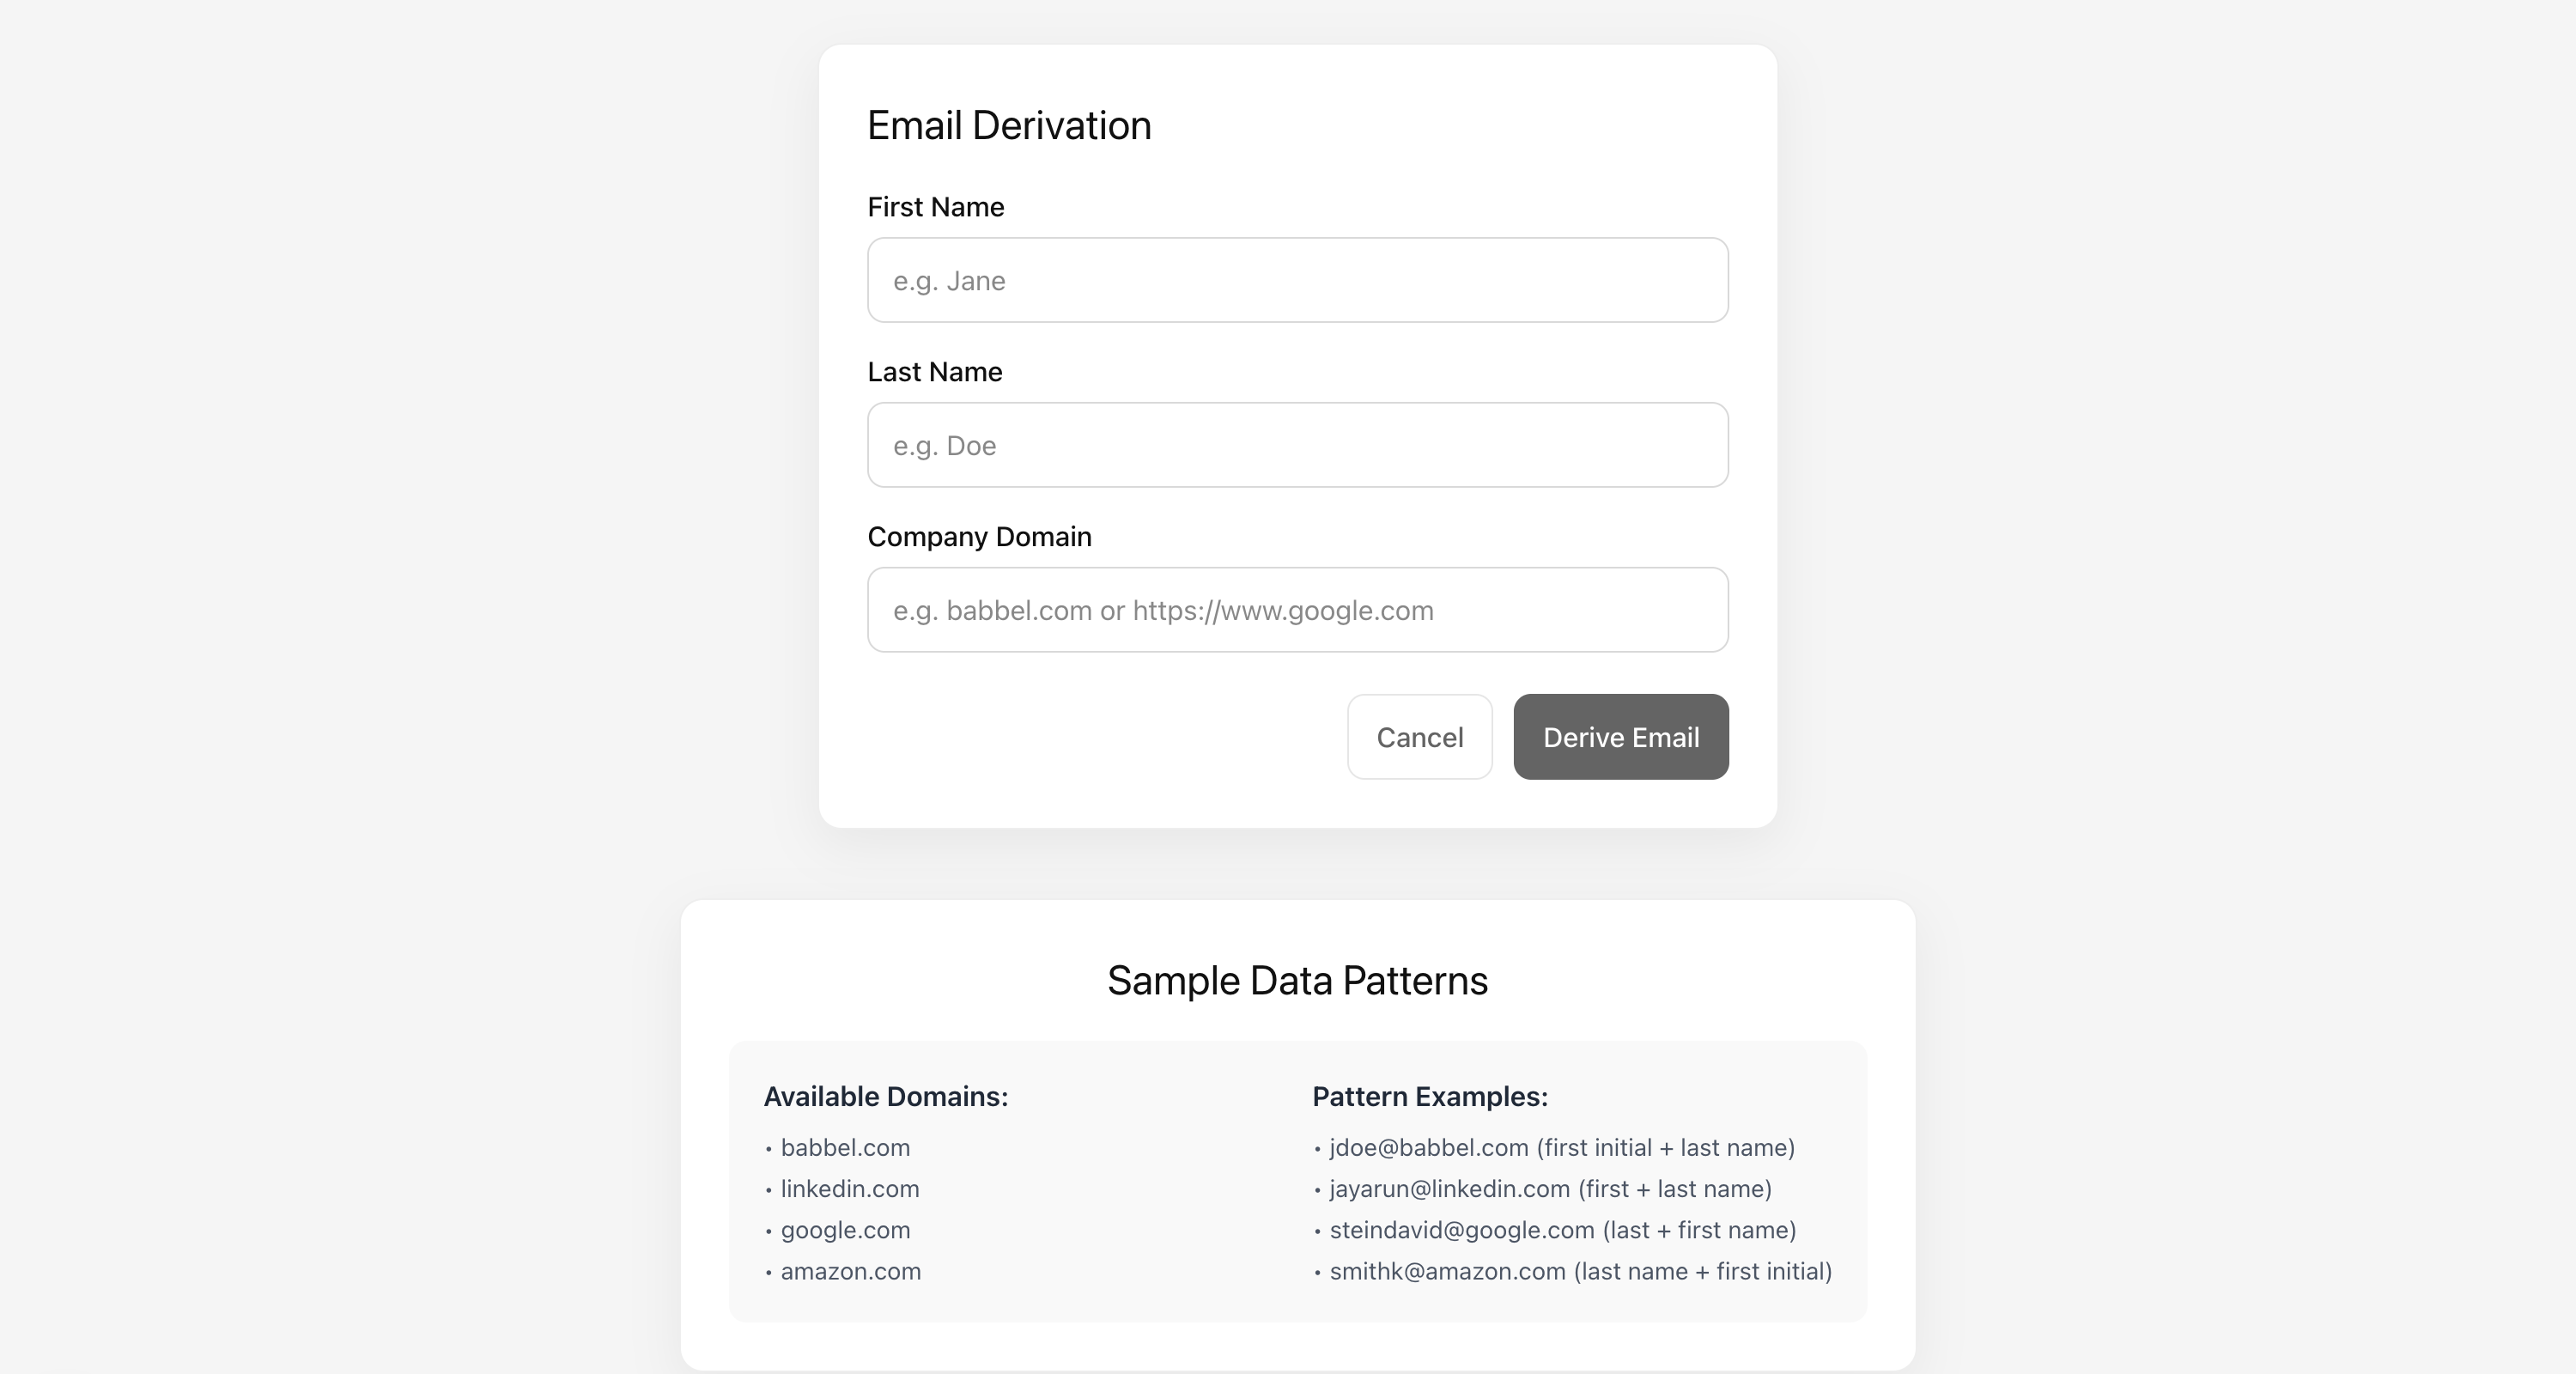 Email Derivation
First Name
e.g. Jane
Last Name
e.g. Doe
Company Domain
e.g. babbel.com or https://www.google.com
Cancel
Derive Email
Sample Data Patterns
Available Domains:
• babbel.com
• linkedin.com
• google.com
• amazon.com
Pattern Examples:
• jdoe@babbel.com (first initial + last name)
• jayarun@linkedin.com (first + last name)
• steindavid@google.com (last + first name)
• smithk@amazon.com (last name + first initial)